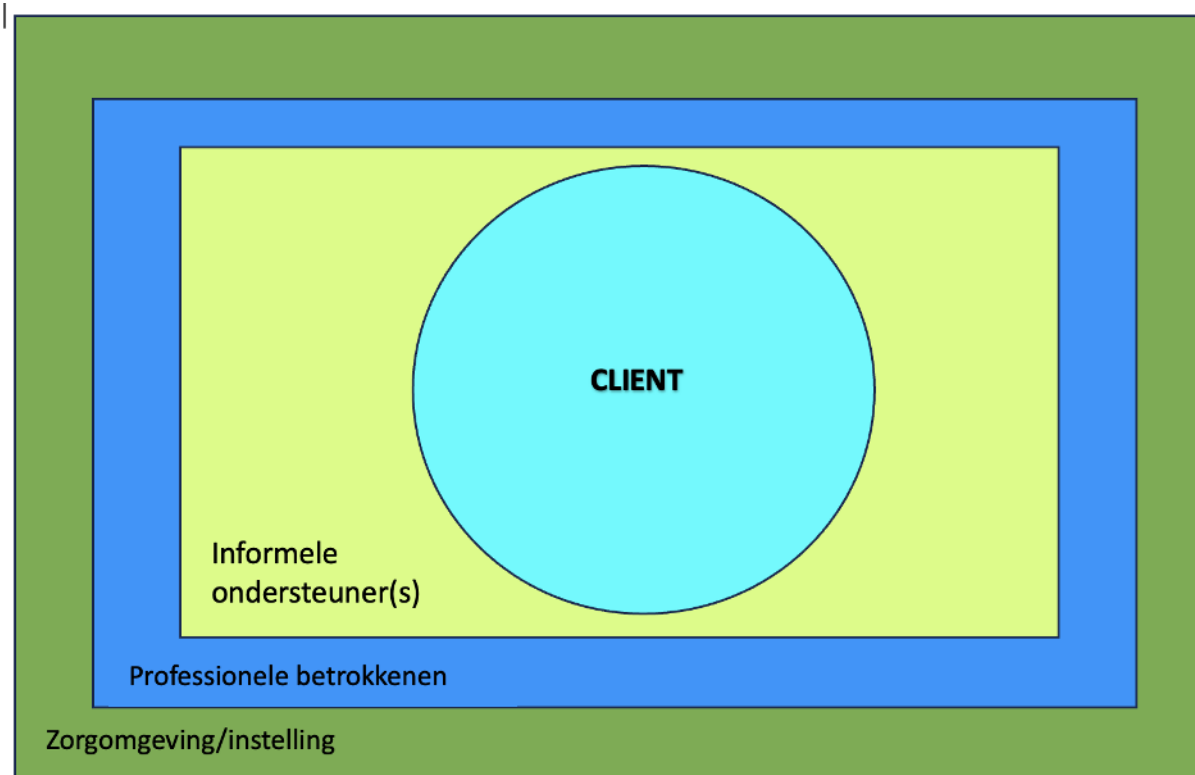 CLIENT
Informele
ondersteuner(s)
Professionele betrokkenen
Zorgomgeving/instelling